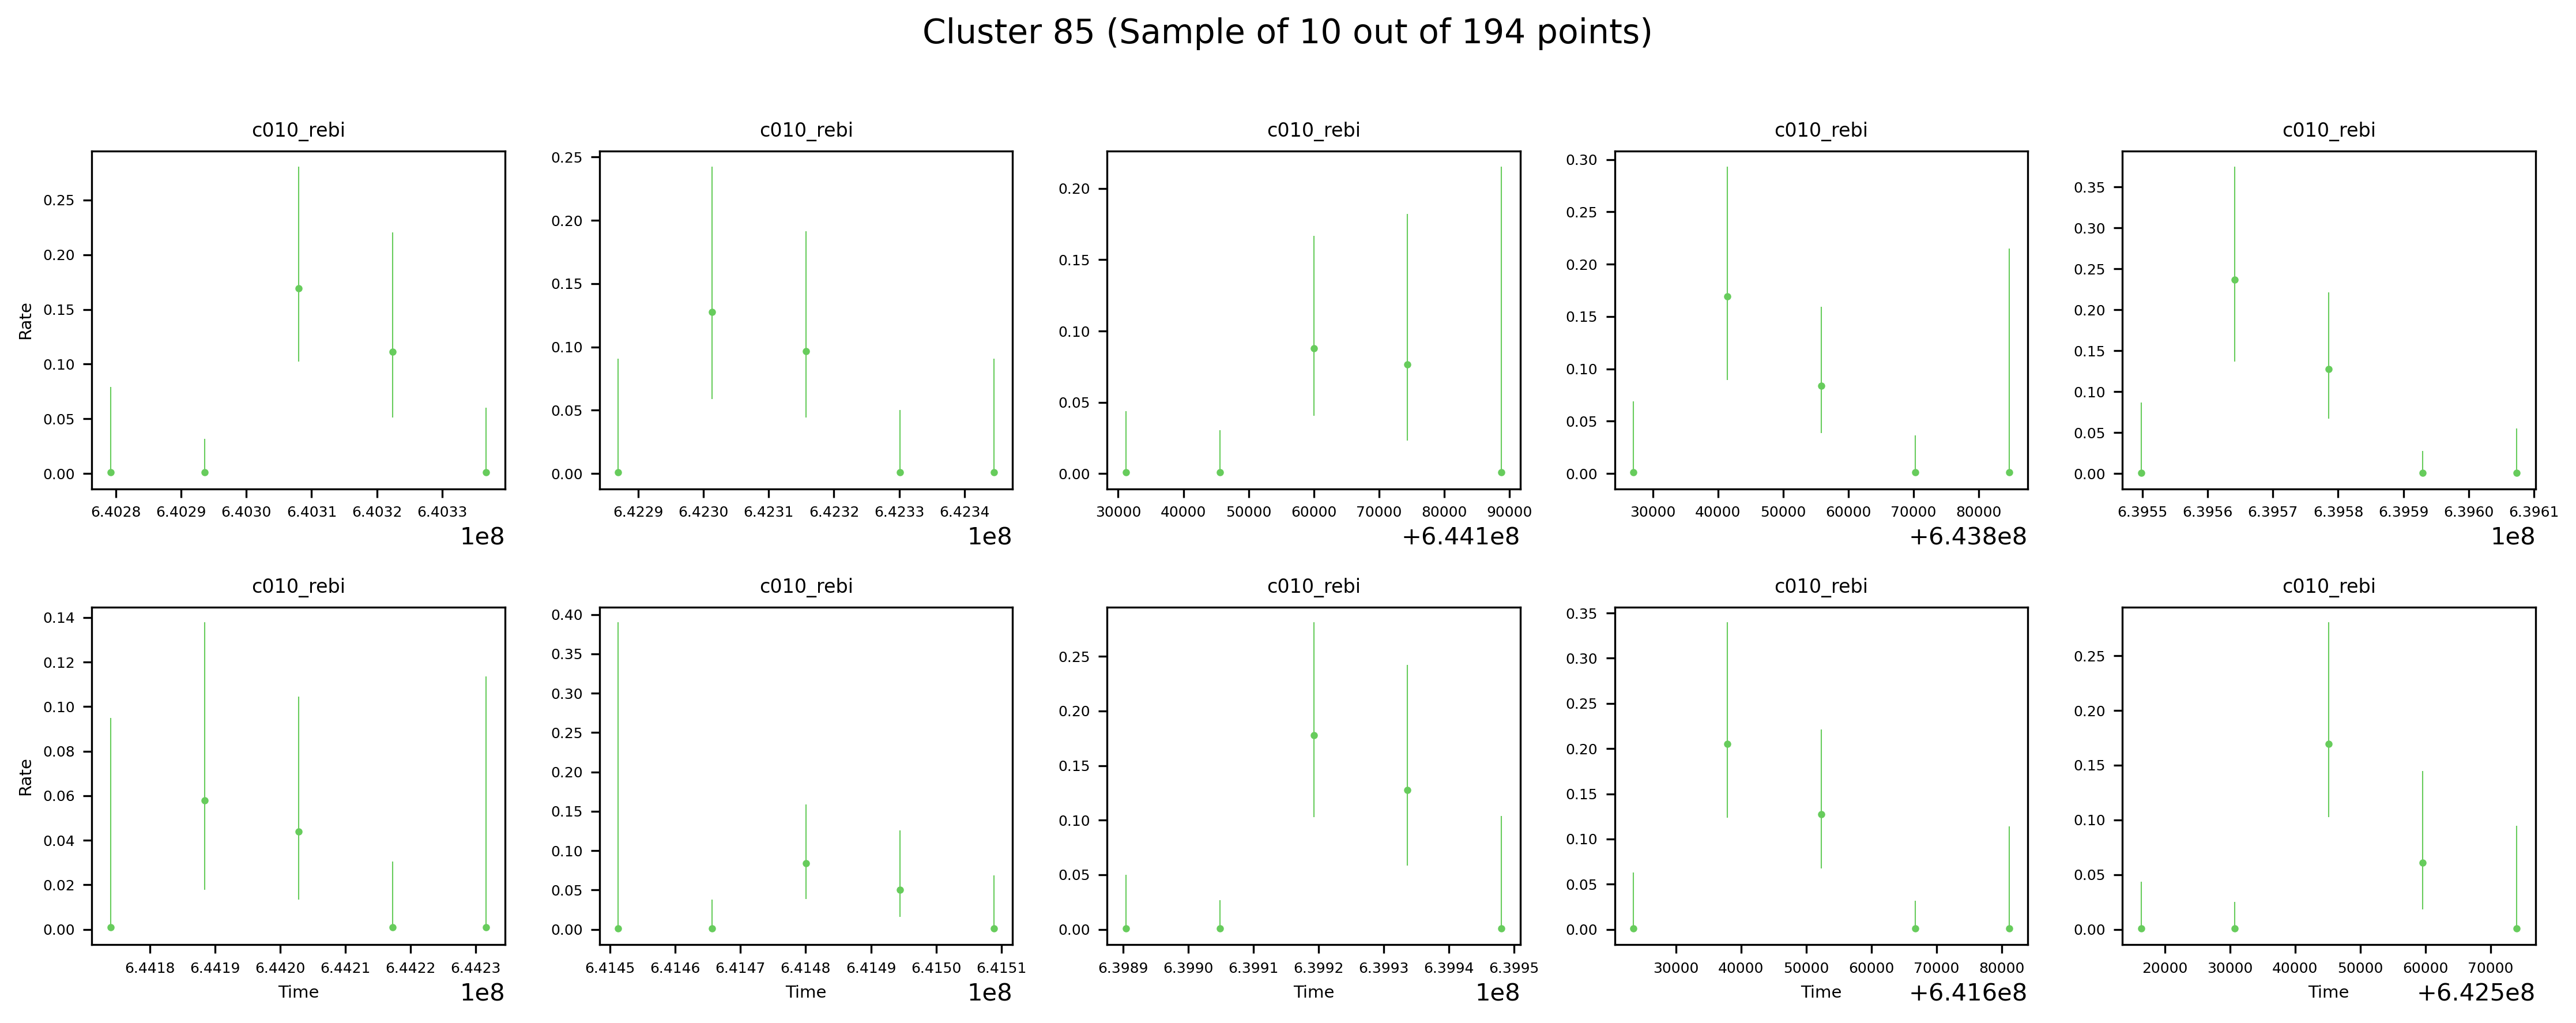 Cluster 85 (Sample of 10 out of 194 points)
c010_rebi c010_rebi c010_rebi c010_rebi c010_rebi
Rate
0.25 0.20 0.15 0.10 0.05 0.00
6.4028 6.4029 6.4030 6.4031 6.4032 6.4033
1e8
0.25 0.20 0.15 0.10 0.05 0.00
6.4229 6.4230 6.4231 6.4232 6.4233 6.4234
1e8
0.20 0.15 0.10 0.05 0.00
30000 40000 50000 60000 70000 80000 90000
+6.441e8
0.30 0.25 0.20 0.15 0.10 0.05 0.00
30000 40000 50000 60000 70000 80000
+6.438e8
0.35 0.30 0.25 0.20 0.15 0.10 0.05 0.00
6.3955 6.3956 6.3957 6.3958 6.3959 6.3960 6.3961
1e8
c010_rebi c010_rebi c010_rebi c010_rebi c010_rebi
Rate
0.14 0.12 0.10 0.08 0.06 0.04 0.02 0.00
6.4418 6.4419 6.4420 6.4421 6.4422 6.4423
Time 1e8
0.40 0.35 0.30 0.25 0.20 0.15 0.10 0.05 0.00
6.4145 6.4146 6.4147 6.4148 6.4149 6.4150 6.4151
Time 1e8
0.25 0.20 0.15 0.10 0.05 0.00
6.3989 6.3990 6.3991 6.3992 6.3993 6.3994 6.3995
Time 1e8
0.35 0.30 0.25 0.20 0.15 0.10 0.05 0.00
30000 40000 50000 60000 70000 80000
Time +6.416e8
0.25 0.20 0.15 0.10 0.05 0.00
20000 30000 40000 50000 60000 70000
Time +6.425e8